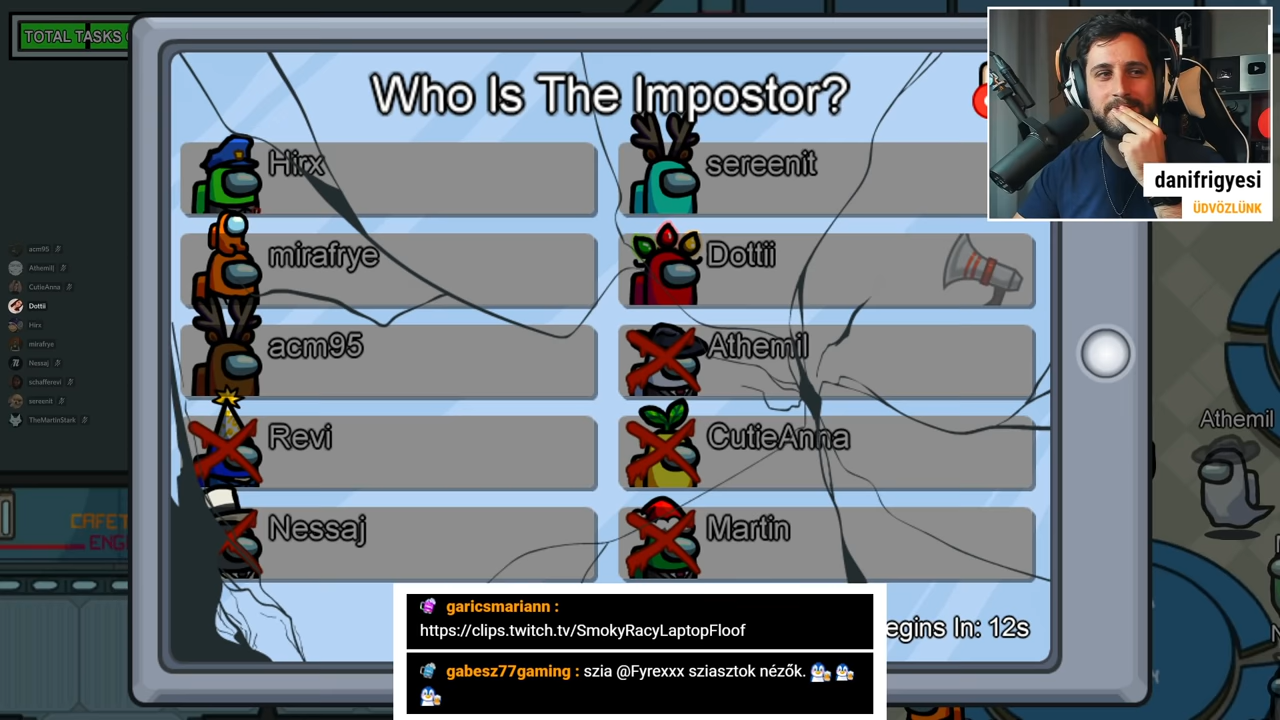 TOTAL TASKS
Who Is The Impostor?
Hirx
sereenit
mirafrye
Dottii
acm95
Athemil
Revi
CutieAnna
Nessaj
Martin
egins In: 12s
danifrigyesi
ÜDVÖZLÜNK
acm95
Athemil
CutieAnna
Dottii
Hirx
mirafrye
Nessaj
schafferevi
sereenit
TheMartinStark
Athemil
CAFET
ENG
garicsmariann :
https://clips.twitch.tv/SmokyRacyLaptopFloof
gabesz77gaming : szia @Fyrexxx sziasztok nézők.